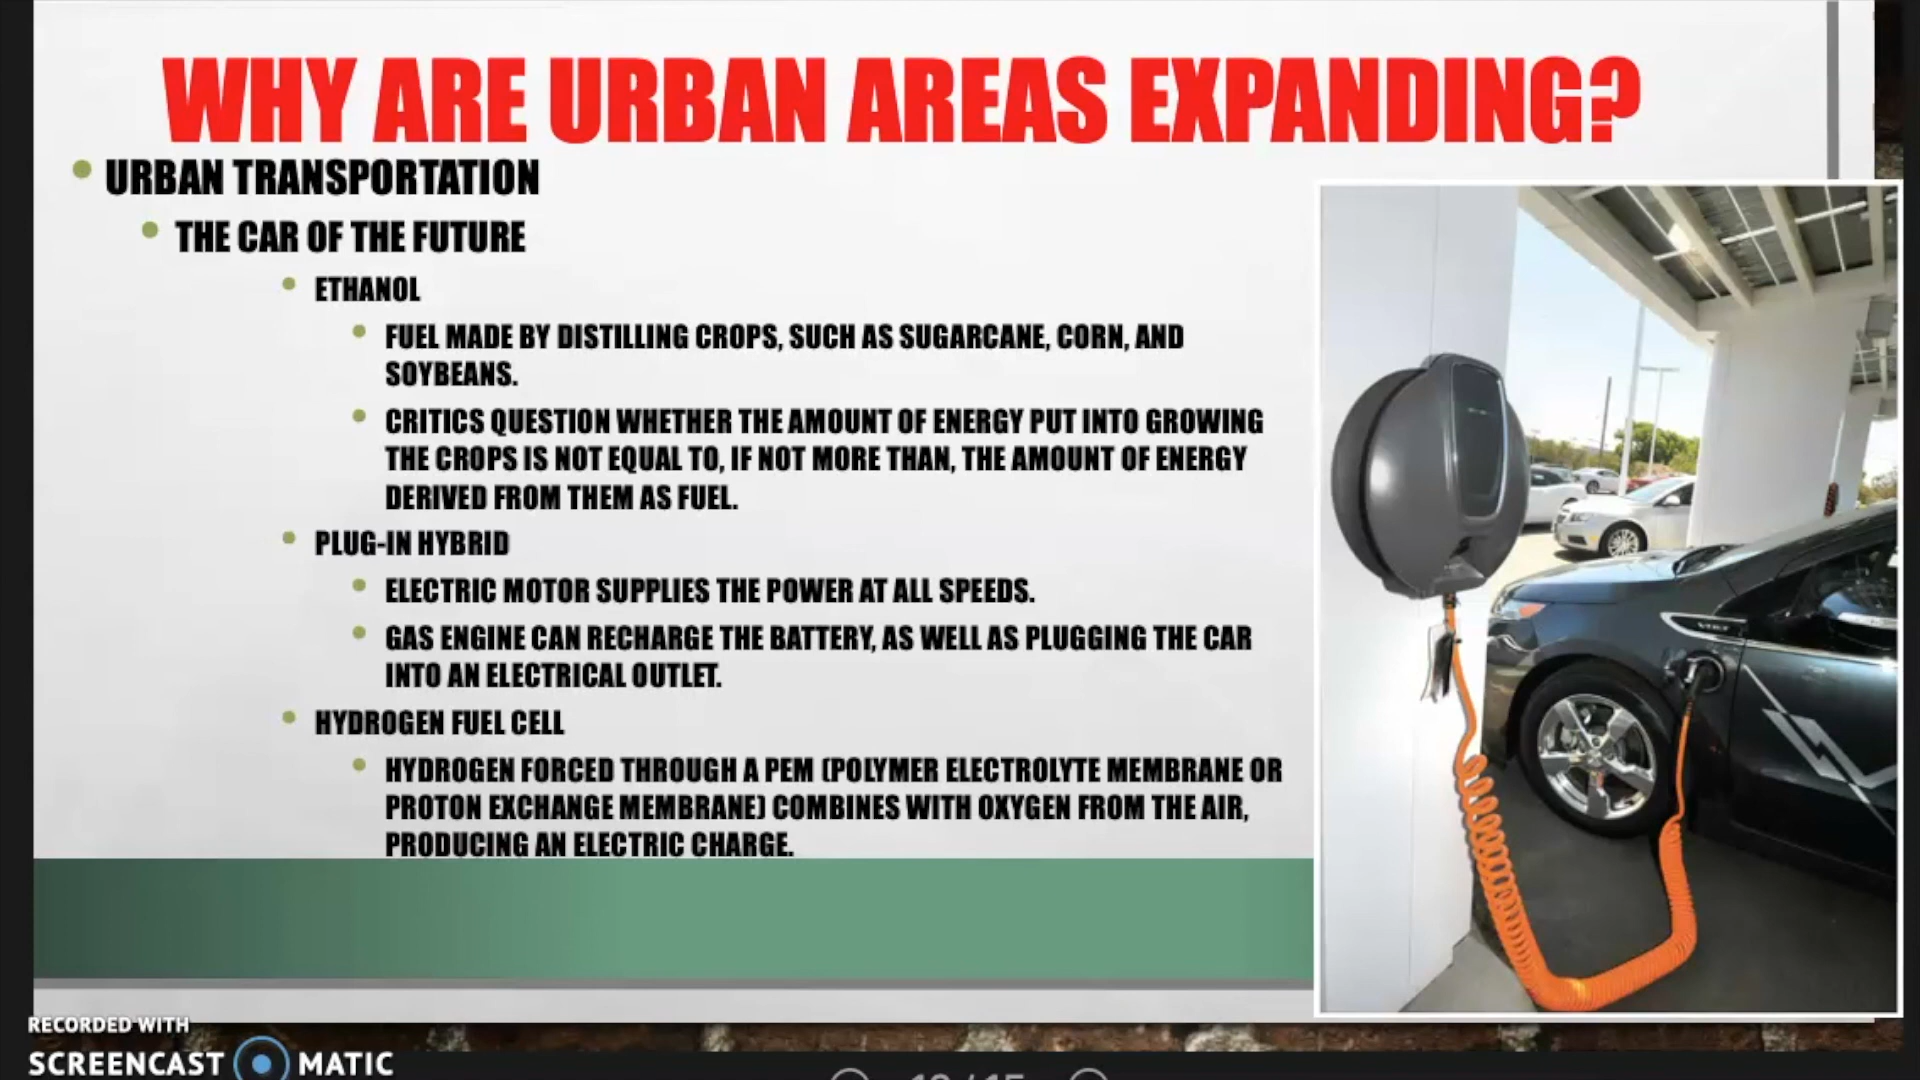 WHY ARE URBAN AREAS EXPANDING?
URBAN TRANSPORTATION
THE CAR OF THE FUTURE
ETHANOL
FUEL MADE BY DISTILLING CROPS, SUCH AS SUGARCANE, CORN, AND
SOYBEANS.
CRITICS QUESTION WHETHER THE AMOUNT OF ENERGY PUT INTO GROWING
THE CROPS IS NOT EQUAL TO, IF NOT MORE THAN, THE AMOUNT OF ENERGY
DERIVED FROM THEM AS FUEL.
PLUG-IN HYBRID
ELECTRIC MOTOR SUPPLIES THE POWER AT ALL SPEEDS.
GAS ENGINE CAN RECHARGE THE BATTERY, AS WELL AS PLUGGING THE CAR
INTO AN ELECTRICAL OUTLET.
HYDROGEN FUEL CELL
HYDROGEN FORCED THROUGH A PEM (POLYMER ELECTROLYTE MEMBRANE OR
PROTON EXCHANGE MEMBRANE) COMBINES WITH OXYGEN FROM THE AIR,
PRODUCING AN ELECTRIC CHARGE.
VOLT
RECORDED WITH
SCREENCAST MATIC